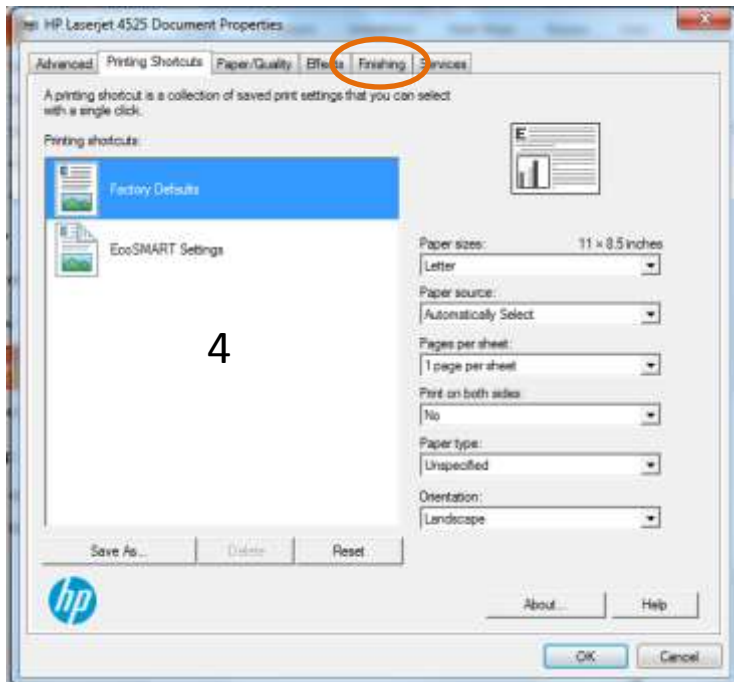 HP Laserjet 4525 Document Properties
Advanced Printing Shortcuts Paper/Quality Effects Finishing Services
A printing shortcut is a collection of saved print settings that you can select
with a single click.
Printing shortcuts:
Factory Defaults
EcoSMART Settings
4
E
Paper sizes: 11 × 8.5 inches
Letter
Paper source:
Automatically Select
Pages per sheet:
1 page per sheet
Print on both sides:
No
Paper type:
Unspecified
Orientation:
Landscape
Save As... Delete Reset
hp
About... Help
OK Cancel